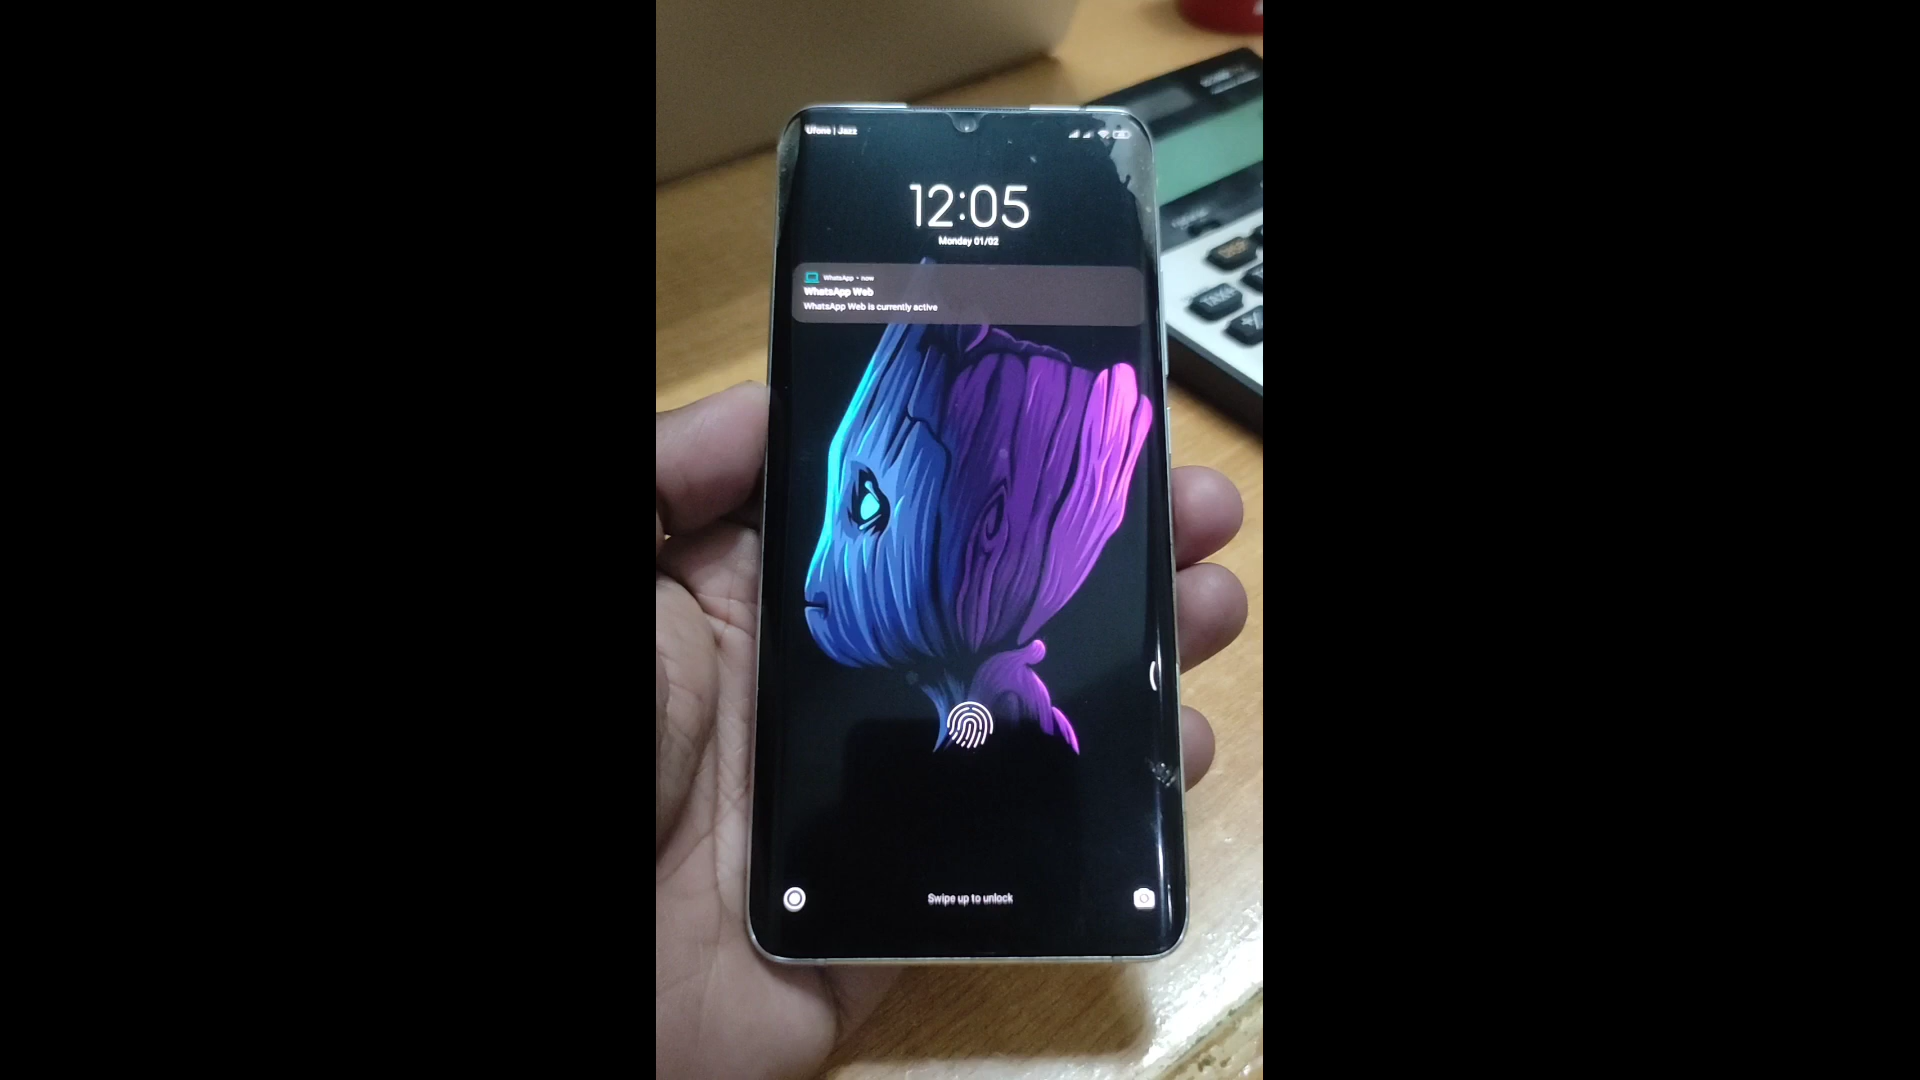 Ufone | Jazz
12:05
Monday 01/02
WhatsApp • now
WhatsApp Web
WhatsApp Web is currently active
Swipe up to unlock